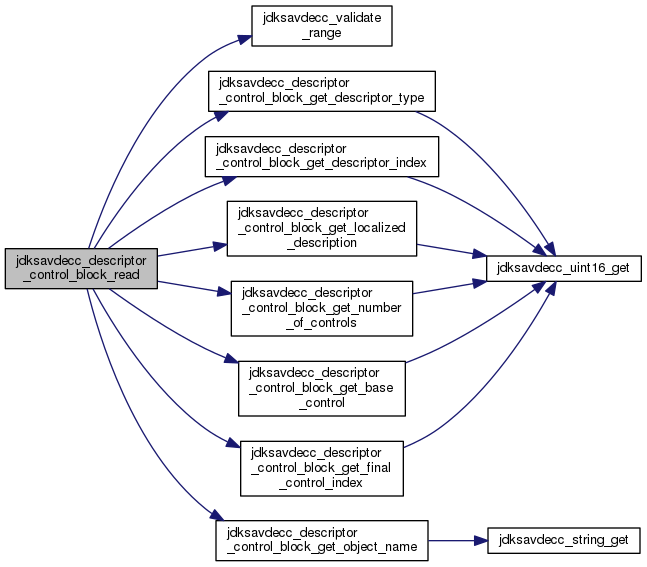 jdksavdecc_validate
_range
jdksavdecc_descriptor
_control_block_get_descriptor_type
jdksavdecc_descriptor
_control_block_get_descriptor_index
jdksavdecc_descriptor
_control_block_get_localized
_description
jdksavdecc_descriptor
_control_block_read
jdksavdecc_uint16_get
jdksavdecc_descriptor
_control_block_get_number
_of_controls
jdksavdecc_descriptor
_control_block_get_base
_control
jdksavdecc_descriptor
_control_block_get_final
_control_index
jdksavdecc_descriptor
_control_block_get_object_name
jdksavdecc_string_get